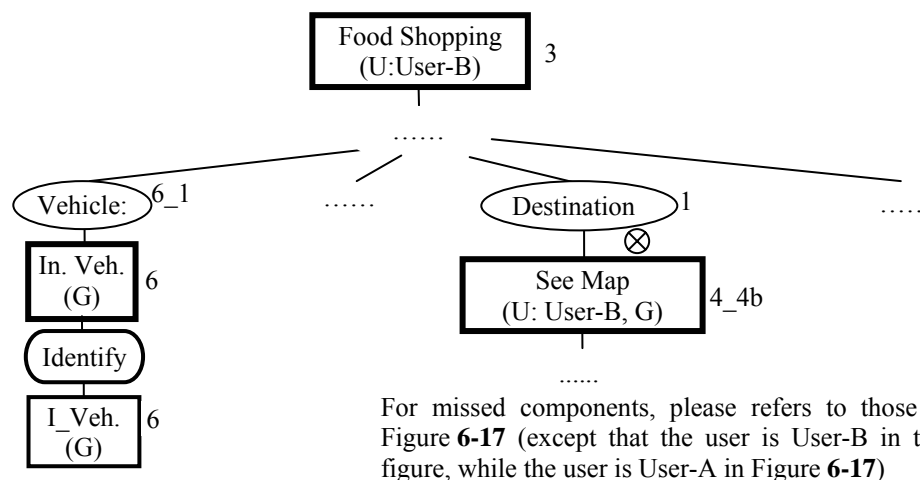 Food Shopping
(U:User-B)
3
......
Vehicle:
6_1
......
Destination
1
.....
In. Veh.
(G)
6
See Map
(U: User-B, G)
4_4b
Identify
......
I_Veh.
(G)
6
For missed components, please refers to those
Figure 6-17 (except that the user is User-B in t
figure, while the user is User-A in Figure 6-17)